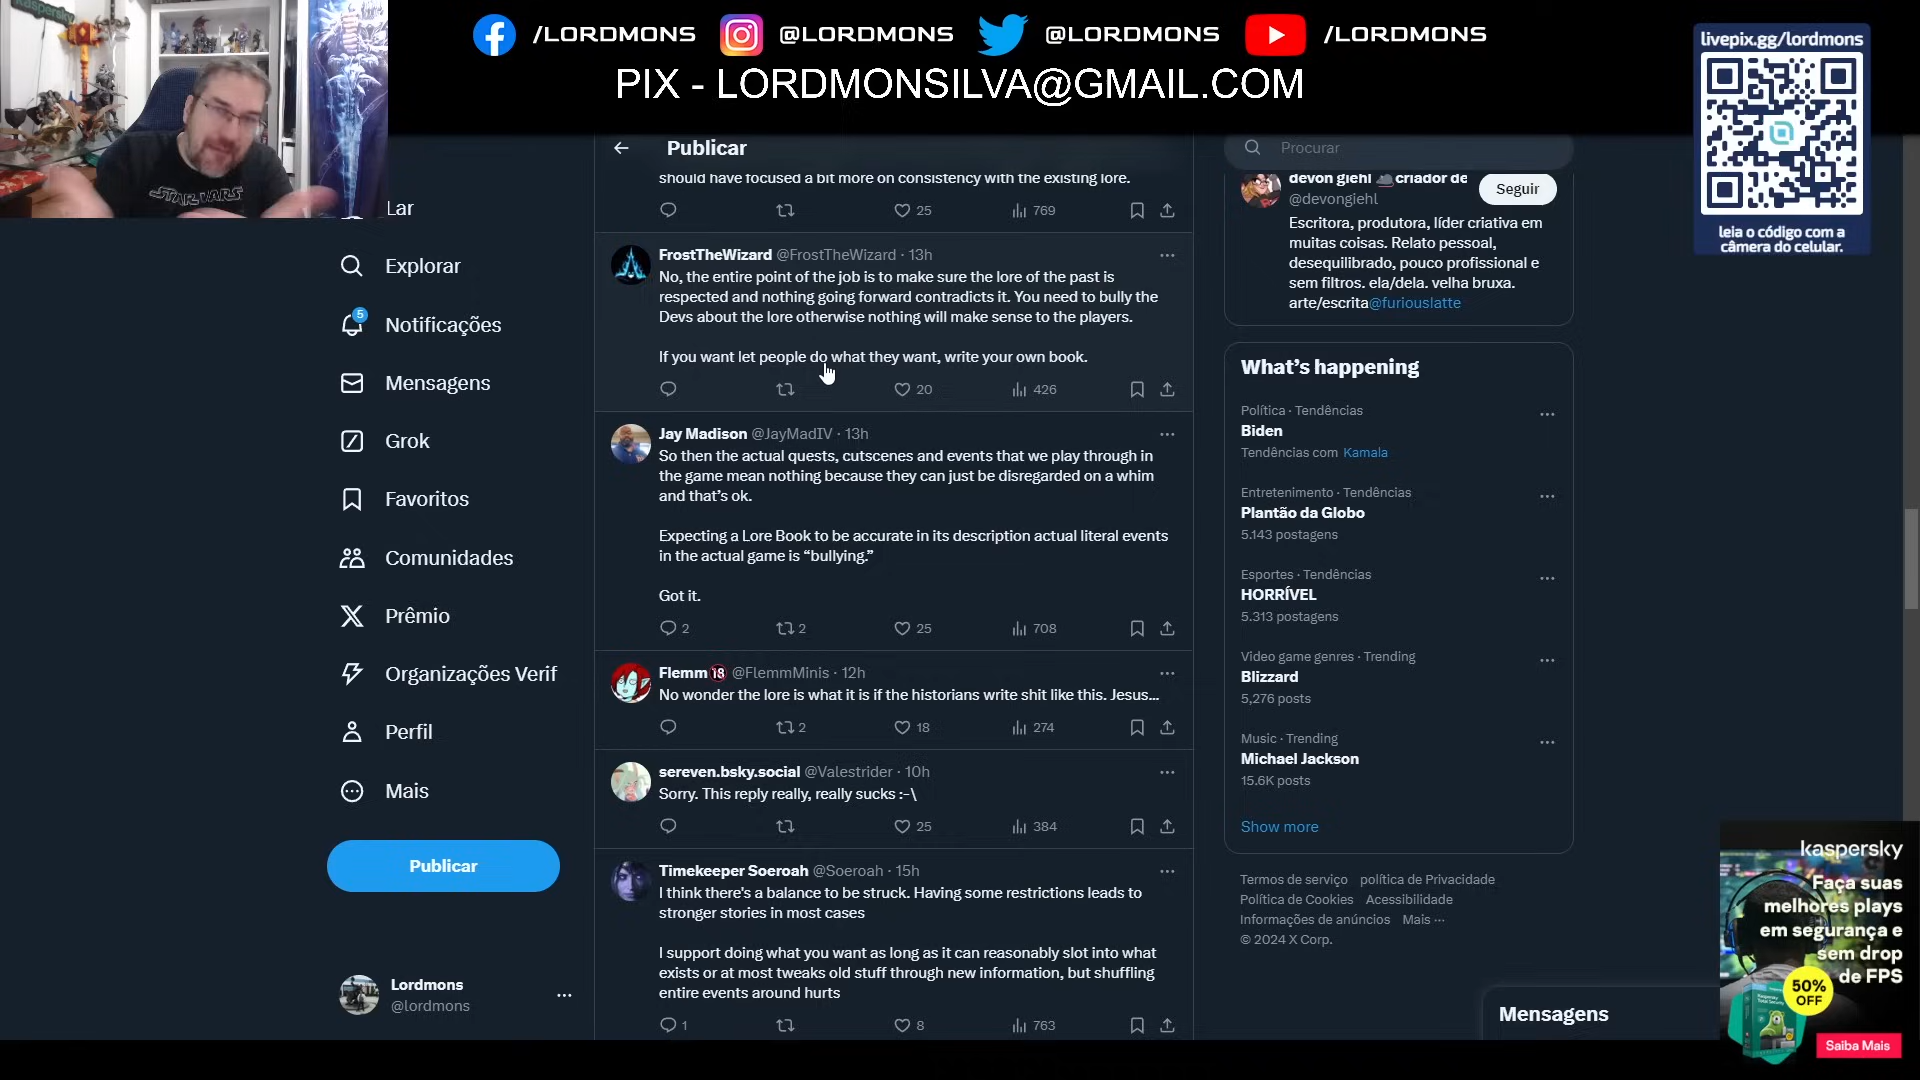 /LORDMONS
@LORDMONS
@LORDMONS
/LORDMONS
PIX - LORDMONSILVA@GMAIL.COM
livepix.gg/lordmons
leia o código com a
câmera do celular.
kaspersky
STAR WARS
Lar
Explorar
5
Notificações
Mensagens
Grok
Favoritos
Comunidades
Prêmio
Organizações Verif
Perfil
Mais
Publicar
Lordmons
@lordmons
Publicar
should have focused a bit more on consistency with the existing lore.
25
769
FrostTheWizard @FrostTheWizard · 13h
No, the entire point of the job is to make sure the lore of the past is
respected and nothing going forward contradicts it. You need to bully the
Devs about the lore otherwise nothing will make sense to the players.
If you want let people do what they want, write your own book.
20
426
Jay Madison @JayMadIV · 13h
So then the actual quests, cutscenes and events that we play through in
the game mean nothing because they can just be disregarded on a whim
and that's ok.
Expecting a Lore Book to be accurate in its description actual literal events
in the actual game is “bullying.”
Got it.
2
2
25
708
Flemm🔞 @FlemmMinis · 12h
No wonder the lore is what it is if the historians write shit like this. Jesus...
2
18
274
sereven.bsky.social @Valestrider · 10h
Sorry. This reply really, really sucks :-\
25
384
Timekeeper Soeroah @Soeroah · 15h
I think there's a balance to be struck. Having some restrictions leads to
stronger stories in most cases
I support doing what you want as long as it can reasonably slot into what
exists or at most tweaks old stuff through new information, but shuffling
entire events around hurts
1
8
763
Procurar
devon giehl criador de
@devongiehl
Seguir
Escritora, produtora, líder criativa em
muitas coisas. Relato pessoal,
desequilibrado, pouco profissional e
sem filtros. ela/dela. velha bruxa.
arte/escrita@furiouslatte
What's happening
Política · Tendências
Biden
Tendências com Kamala
Entretenimento · Tendências
Plantão da Globo
5.143 postagens
Esportes · Tendências
HORRÍVEL
5.313 postagens
Video game genres · Trending
Blizzard
5,276 posts
Music · Trending
Michael Jackson
15.6K posts
Show more
Termos de serviço política de Privacidade
Política de Cookies Acessibilidade
Informações de anúncios Mais ...
© 2024 X Corp.
Mensagens
kaspersky
Faça suas
melhores plays
em segurança e
sem drop
de FPS
50%
OFF
Saiba Mais